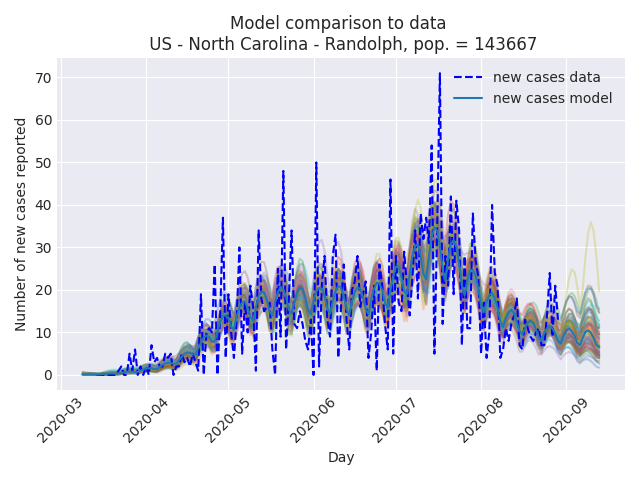 Model comparison to data
US - North Carolina - Randolph, pop. = 143667
new cases data
new cases model
Number of new cases reported
70
60
50
40
30
20
10
0
2020-03
2020-04
2020-05
2020-06
2020-07
2020-08
2020-09
Day